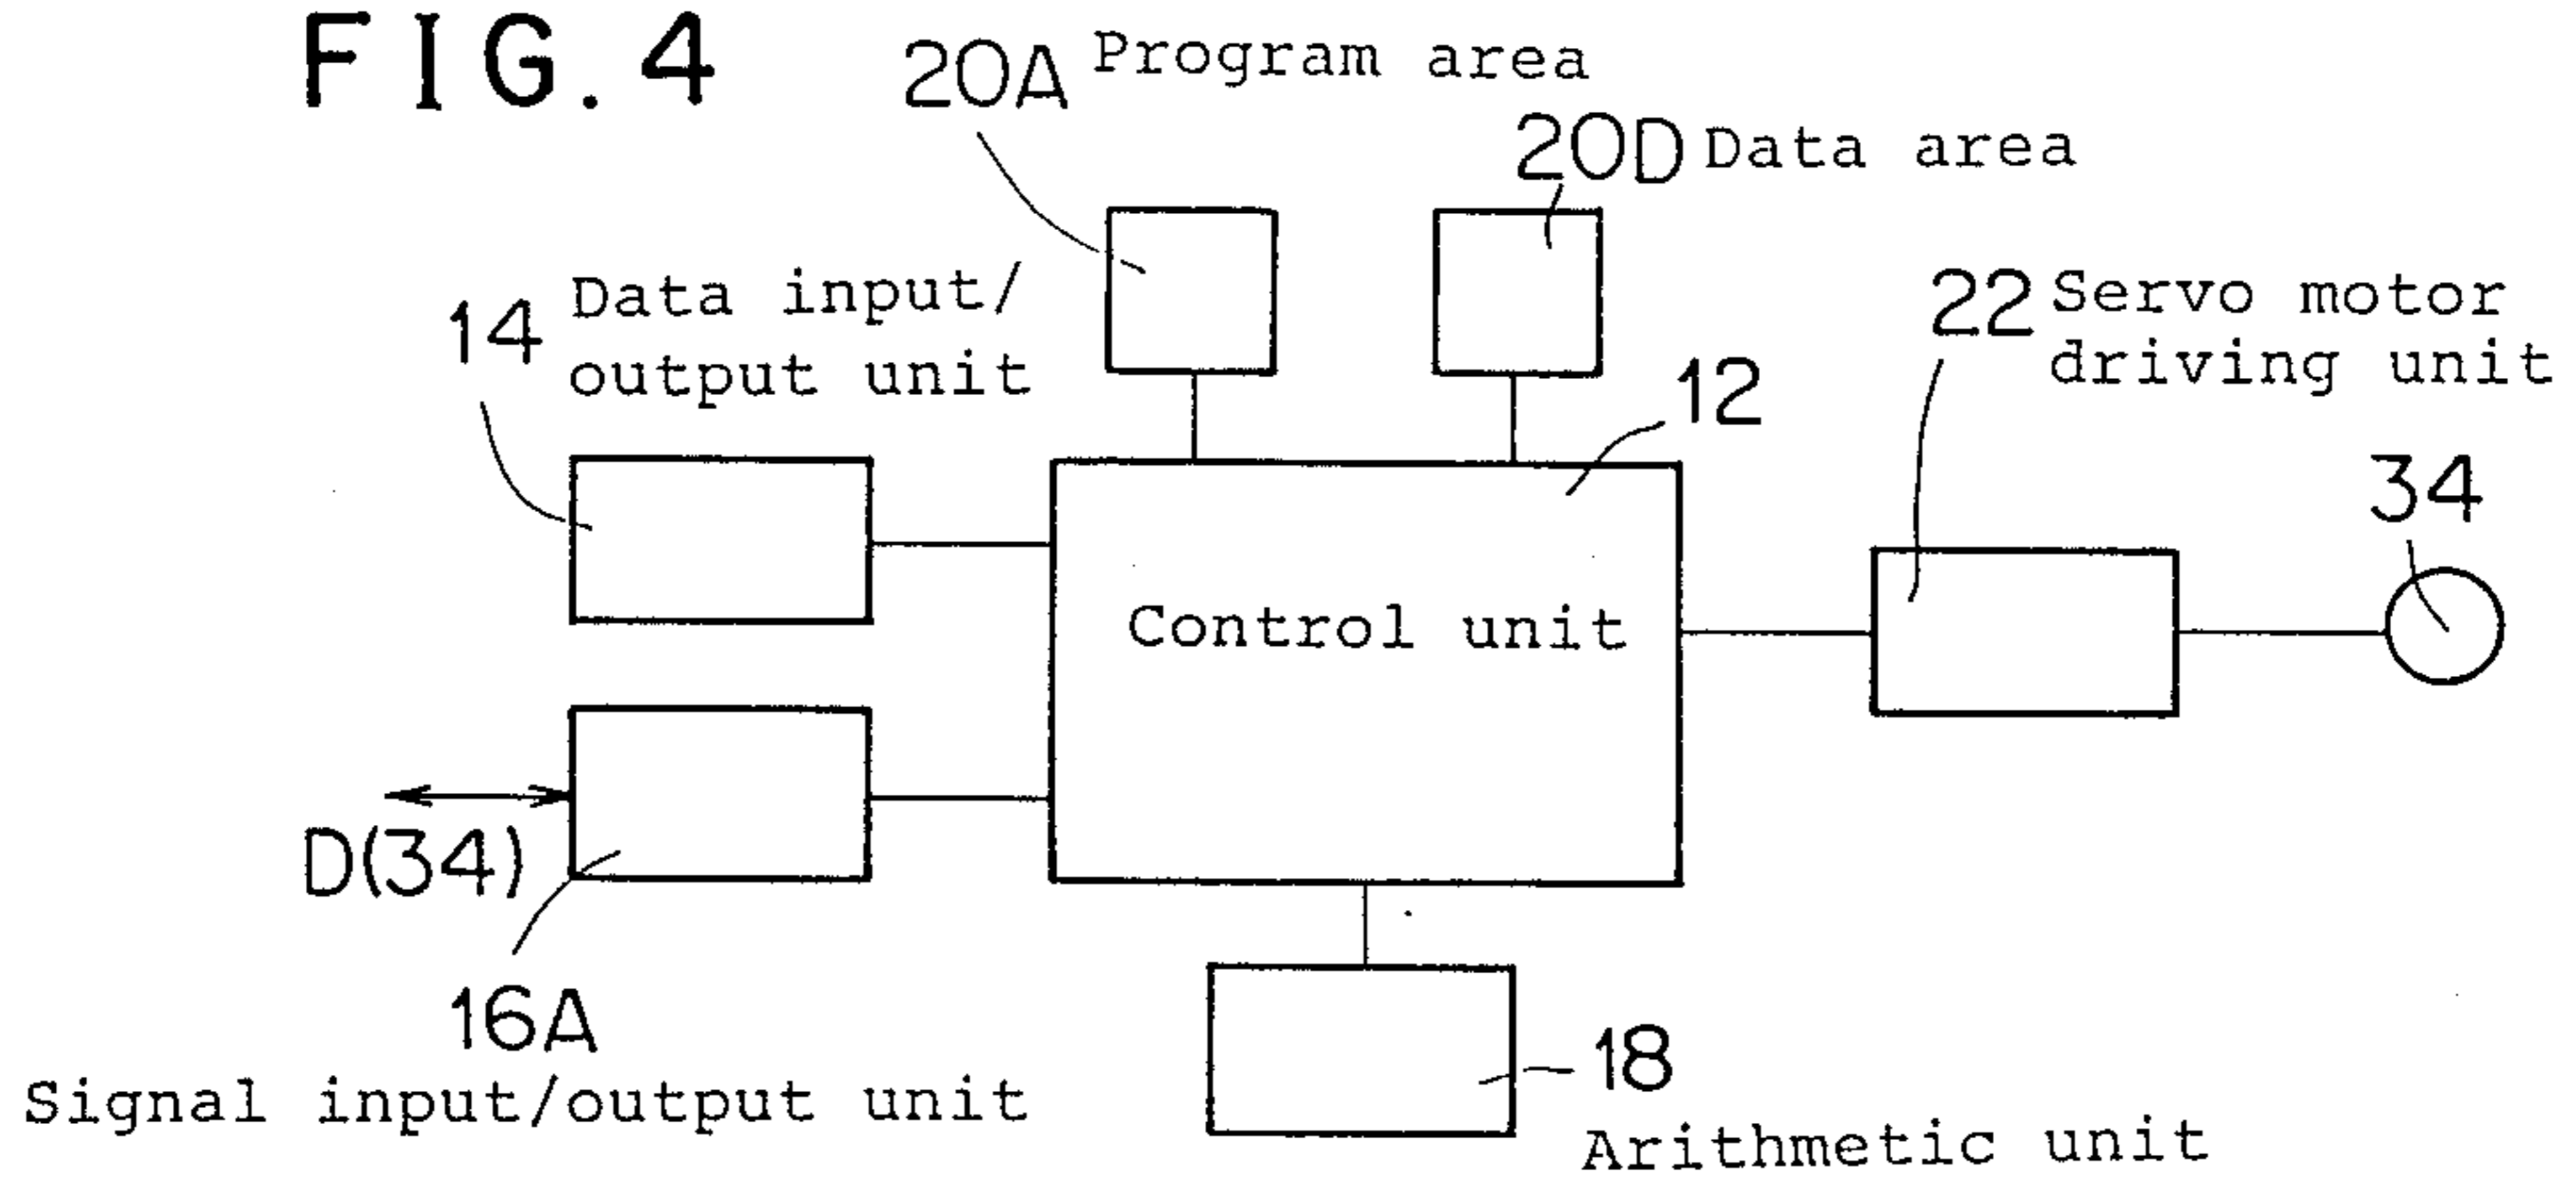 FIG. 4
20A Program area
20D Data area
14 Data input/
output unit
22 Servo motor
driving unit
12
34
Control unit
D(34)
16A
Signal input/output unit
18
Arithmetic unit